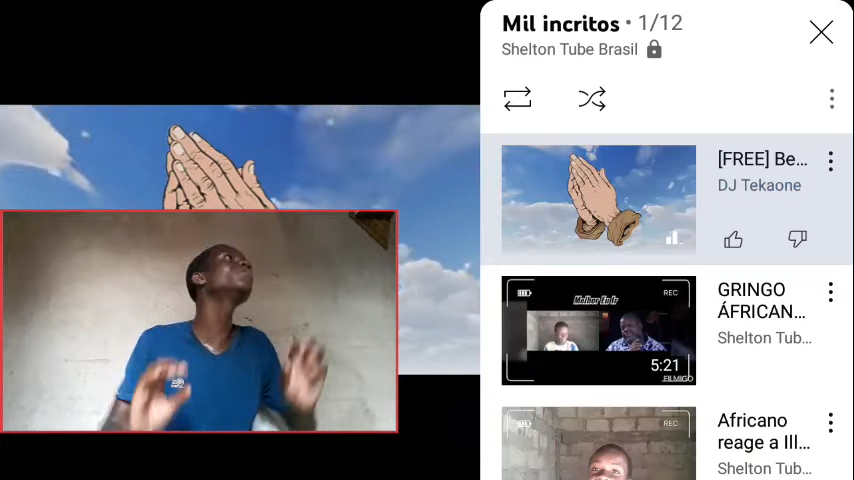 Mil incritos • 1/12
Shelton Tube Brasil
[FREE] Be...
DJ Tekaone
REC
Melhor Eu Ir
5:21
FILMIGO
GRINGO
ÁFRICAN...
Shelton Tub...
REC
Africano
reage a Ill...
Shelton Tub...